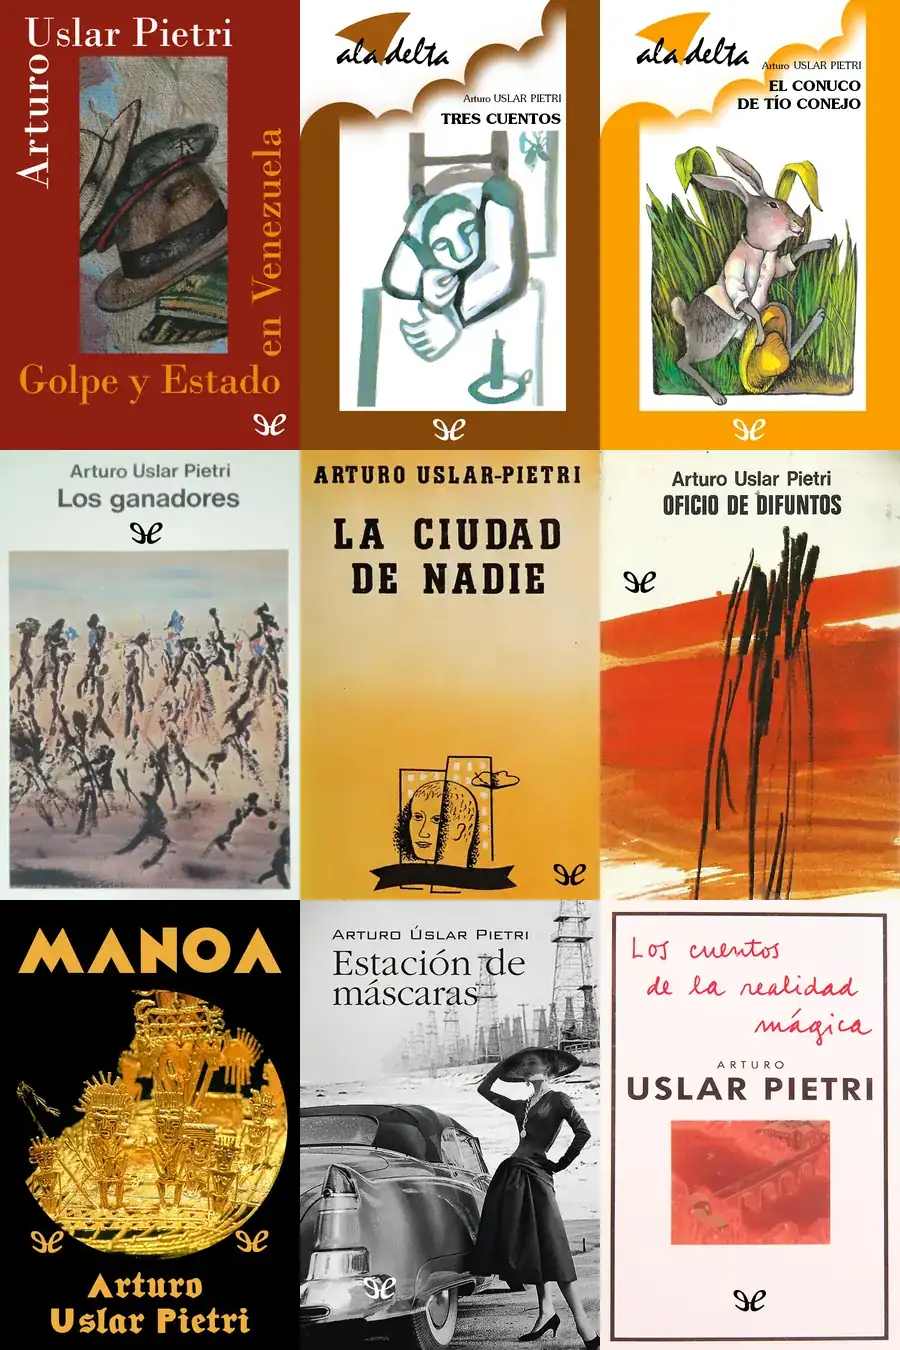 Uslar Pietri
Arturo
en Venezuela
Golpe y Estado
ala delta
Arturo USLAR PIETRI
TRES CUENTOS
ala delta
Arturo USLAR PIETRI
EL CONUCO
DE TÍO CONEJO
Arturo Uslar Pietri
Los ganadores
ARTURO USLAR-PIETRI
LA CIUDAD
DE NADIE
Arturo Uslar Pietri
OFICIO DE DIFUNTOS
MANOA
Arturo
Uslar Pietri
ARTURO ÚSLAR PIETRI
Estación de
máscaras
Los cuentos
de la realidad
mágica
ARTURO
USLAR PIETRI